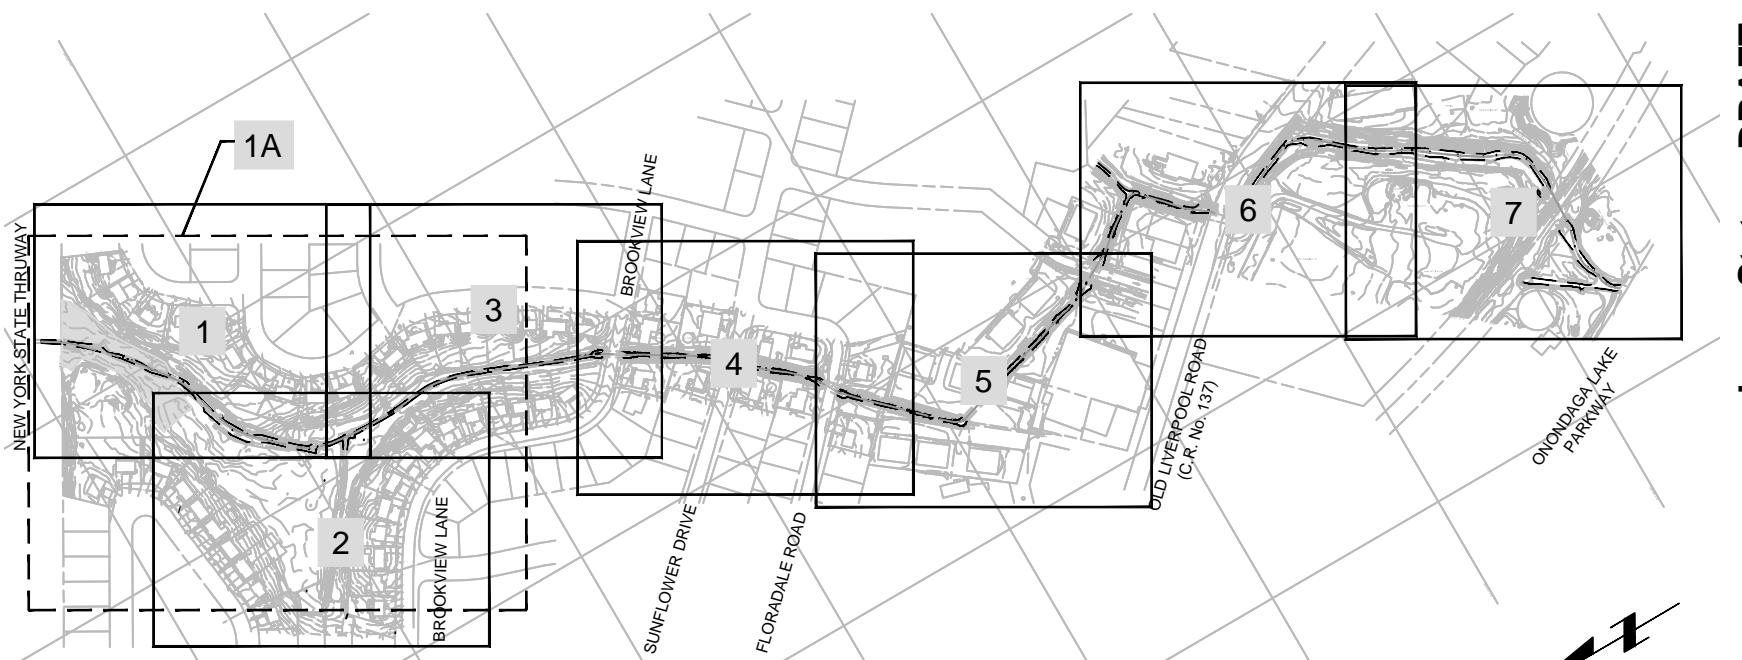 1A
NEW YORK STATE THRUWAY
1
2
3
BROOKVIEW LANE
BROOKVIEW LANE
4
SUNFLOWER DRIVE
FLORADALE ROAD
5
6
OLD LIVERPOOL ROAD
(C.R. No. 137)
7
ONONDAGA LAKE
PARKWAY